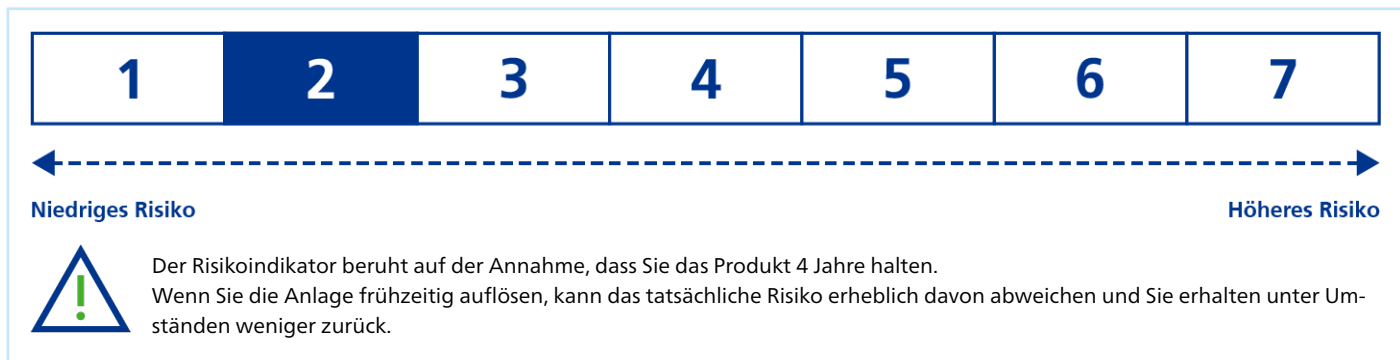 1 2 3 4 5 6 7
Niedriges Risiko Höheres Risiko
Der Risikoindikator beruht auf der Annahme, dass Sie das Produkt 4 Jahre halten.
Wenn Sie die Anlage frühzeitig auflösen, kann das tatsächliche Risiko erheblich davon abweichen und Sie erhalten unter Um-
ständen weniger zurück.